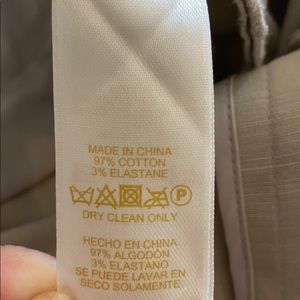 MADE IN CHINA
97% COTTON
3% ELASTANE
P
DRY CLEAN ONLY
HECHO EN CHINA
97% ALGODÓN
3% ELASTANO
SE PUEDE LAVAR EN
SECO SOLAMENTE